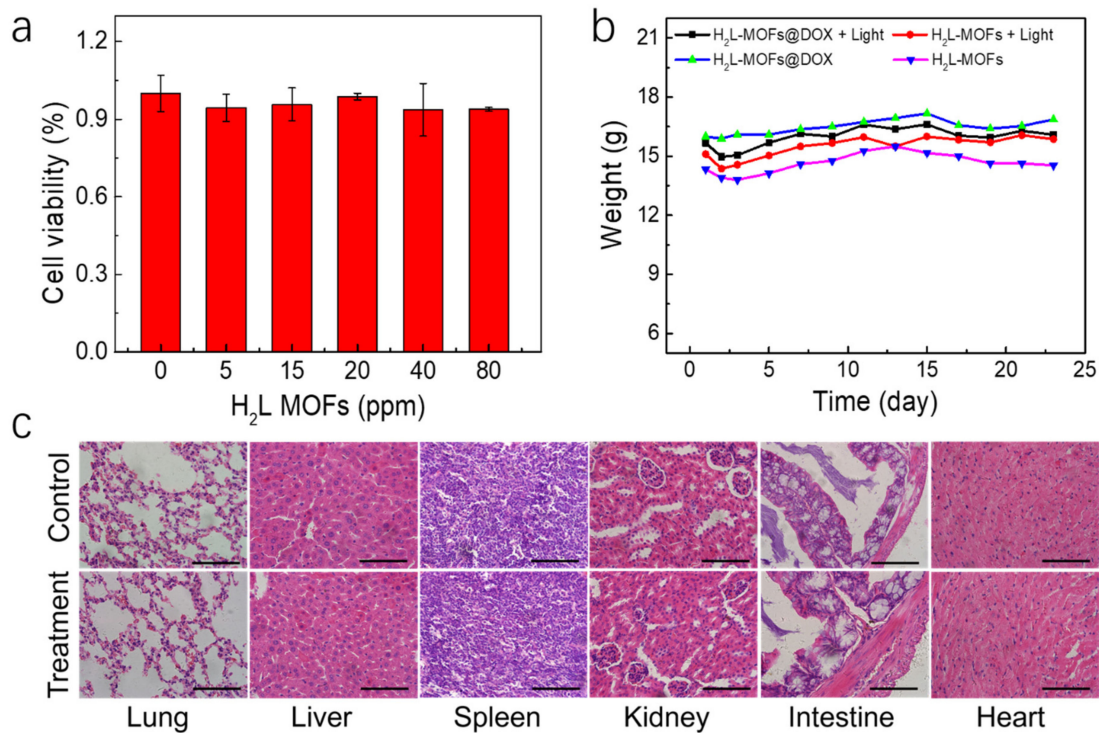 a
1.2
0.9
0.6
0.3
0.0
Cell viability (%)
0 5 15 20 40 80
H₂L MOFs (ppm)
b
H₂L-MOFs@DOX + Light H₂L-MOFs + Light
H₂L-MOFs@DOX H₂L-MOFs
21
18
15
12
9
6
Weight (g)
0 5 10 15 20 25
Time (day)
c
Control
Treatment
Lung Liver Spleen Kidney Intestine Heart